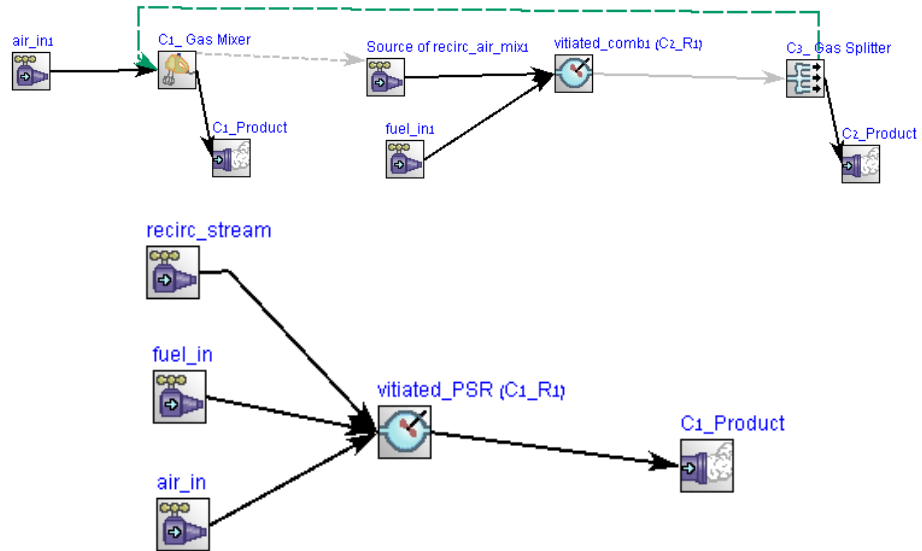 air_in1
C1_ Gas Mixer
Source of recirc_air_mix1
vitiated_comb1 (C2_R1)
C3_ Gas Splitter
C1_Product
fuel_in1
C2_Product
recirc_stream
fuel_in
vitiated_PSR (C1_R1)
C1_Product
air_in